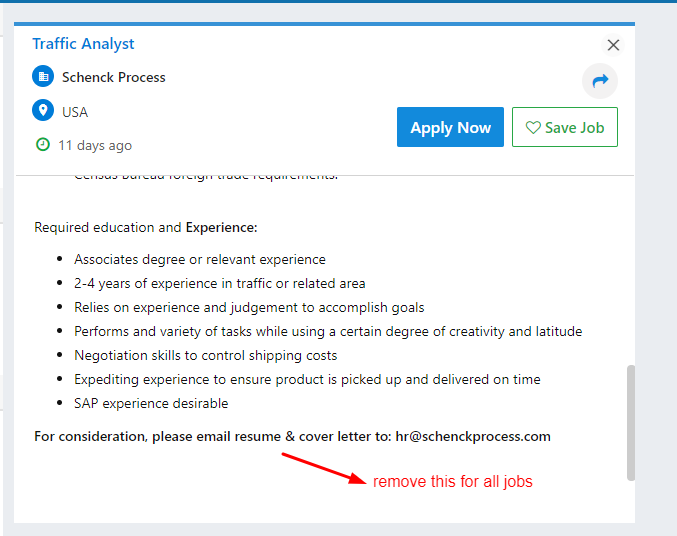 Traffic Analyst
Schenck Process
USA
11 days ago
Apply Now
Save Job
Census Bureau foreign trade requirements.
Required education and Experience:
Associates degree or relevant experience
2-4 years of experience in traffic or related area
Relies on experience and judgement to accomplish goals
Performs and variety of tasks while using a certain degree of creativity and latitude
Negotiation skills to control shipping costs
Expediting experience to ensure product is picked up and delivered on time
SAP experience desirable
For consideration, please email resume & cover letter to: hr@schenckprocess.com
remove this for all jobs